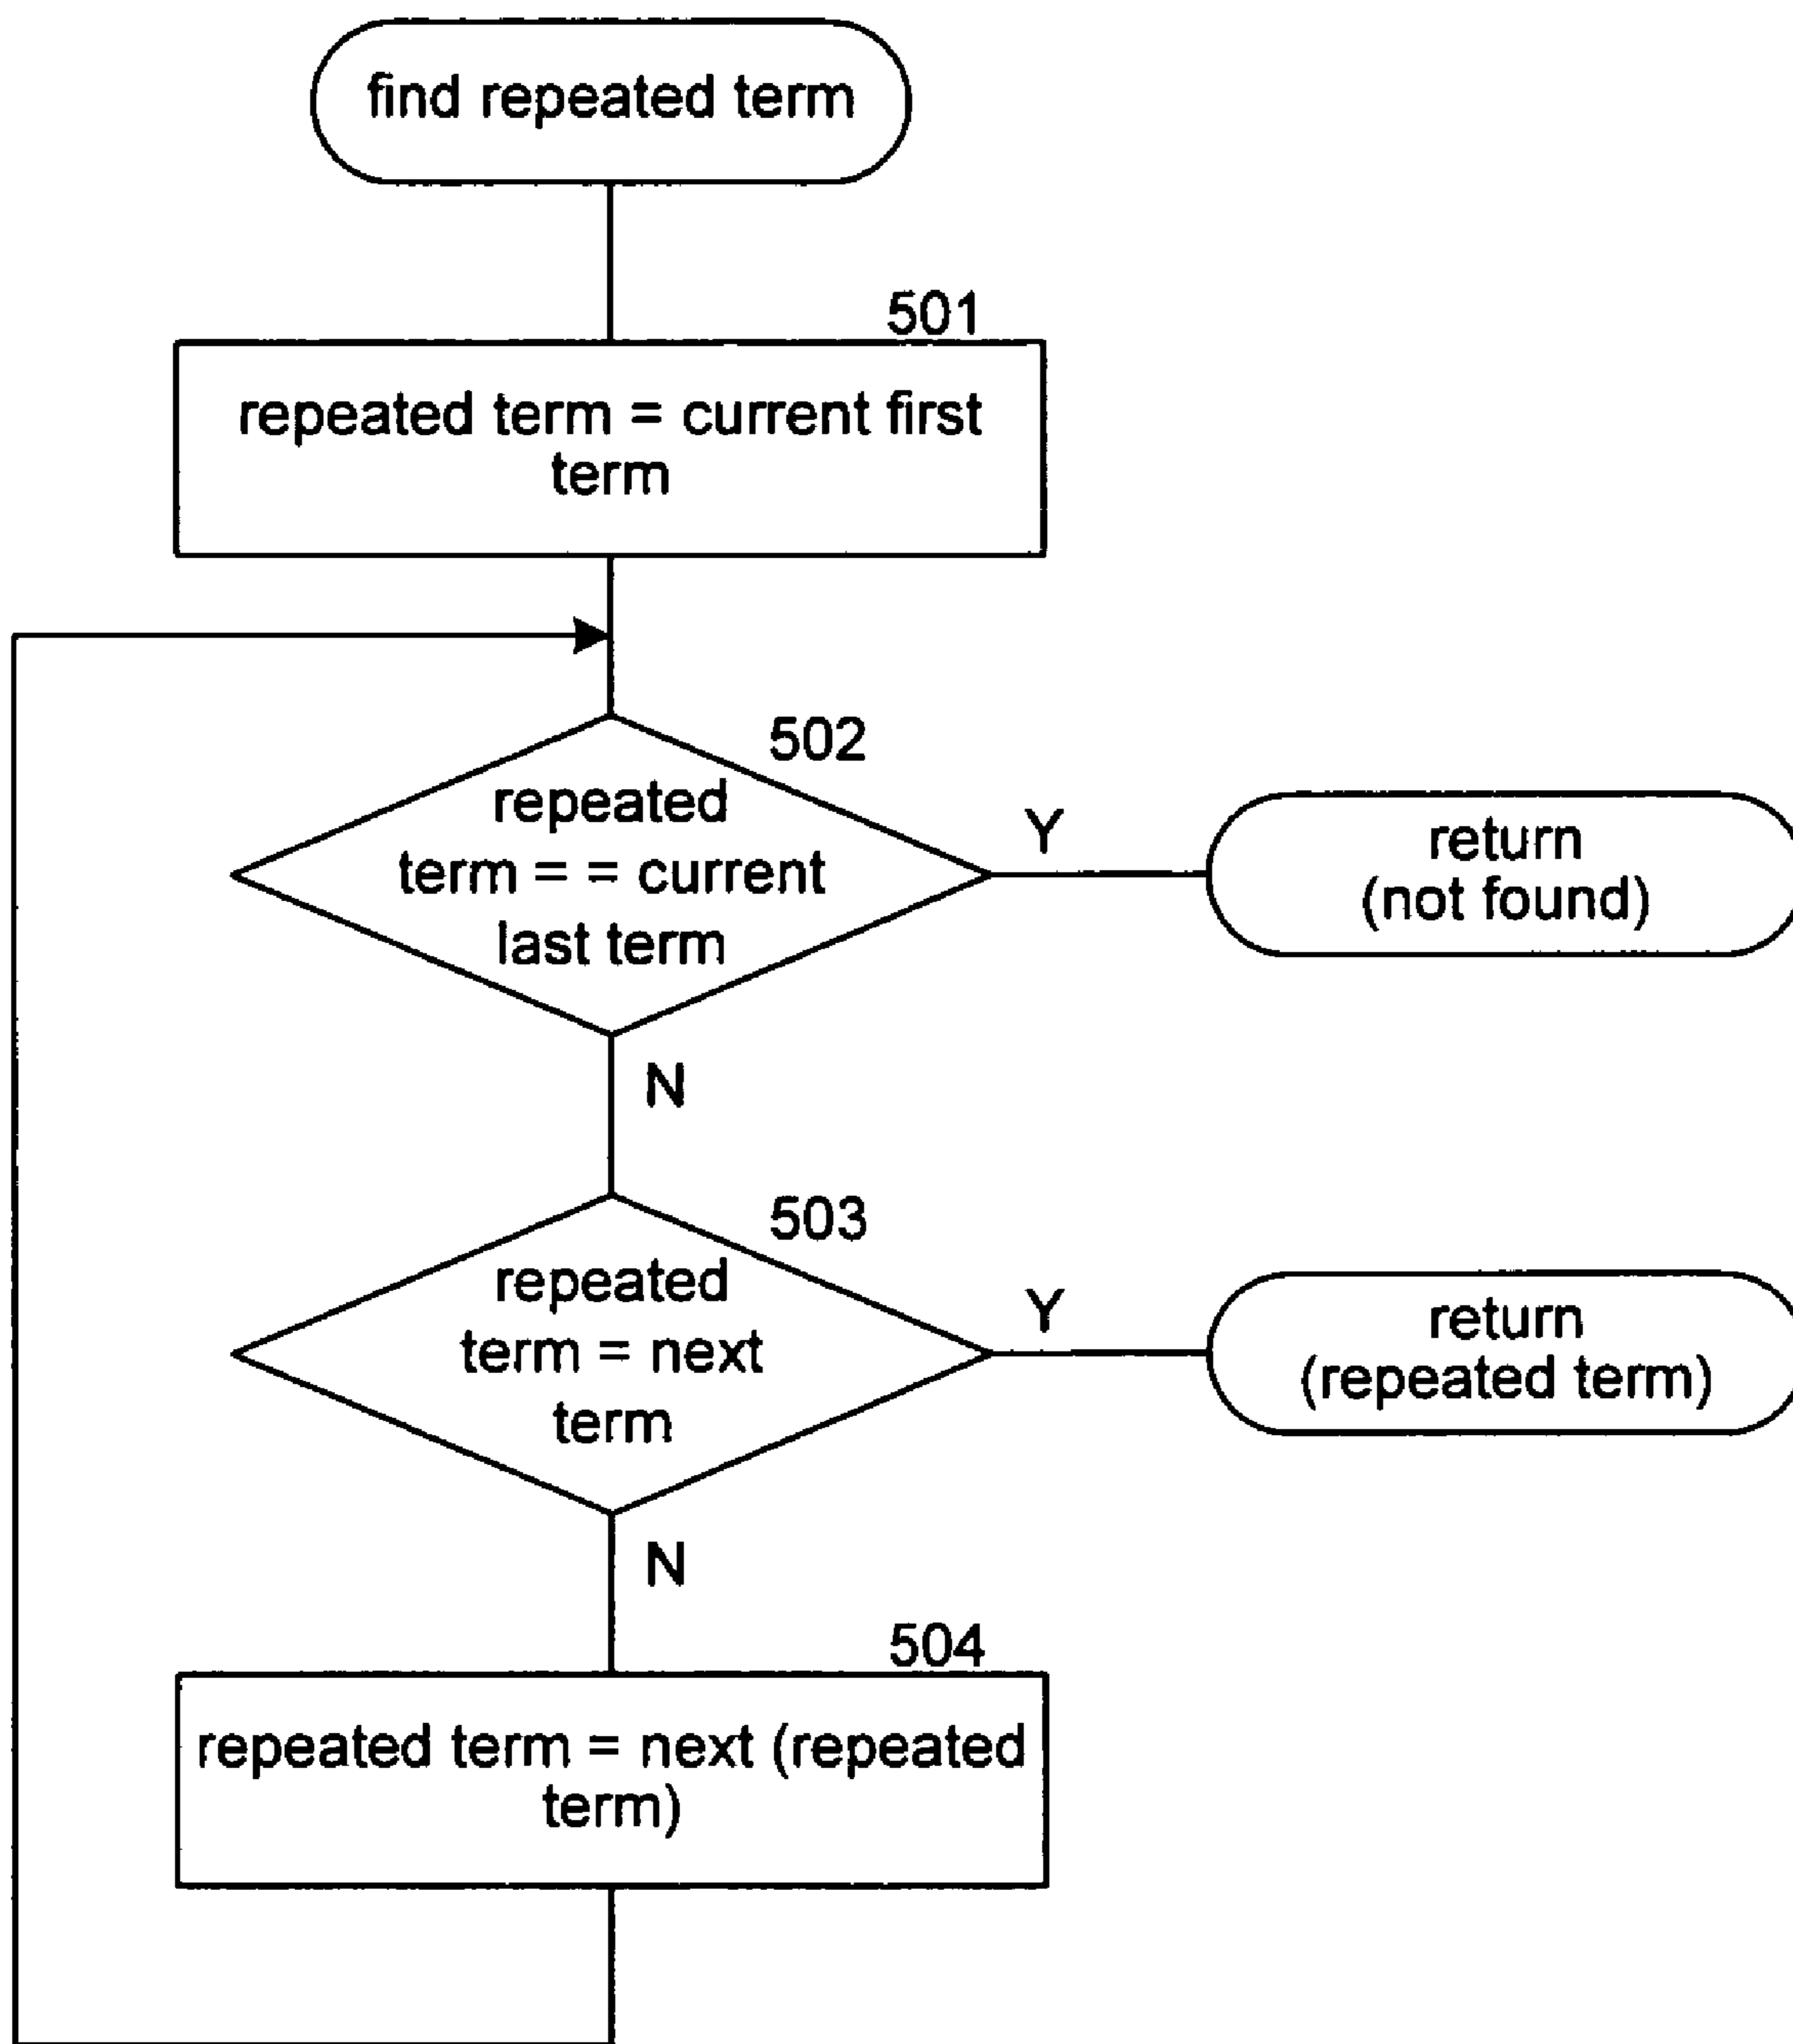 find repeated term
501
repeated term = current first
term
502
repeated
term = = current
last term
Y
return
(not found)
N
503
repeated
term = next
term
Y
return
(repeated term)
N
504
repeated term = next (repeated
term)